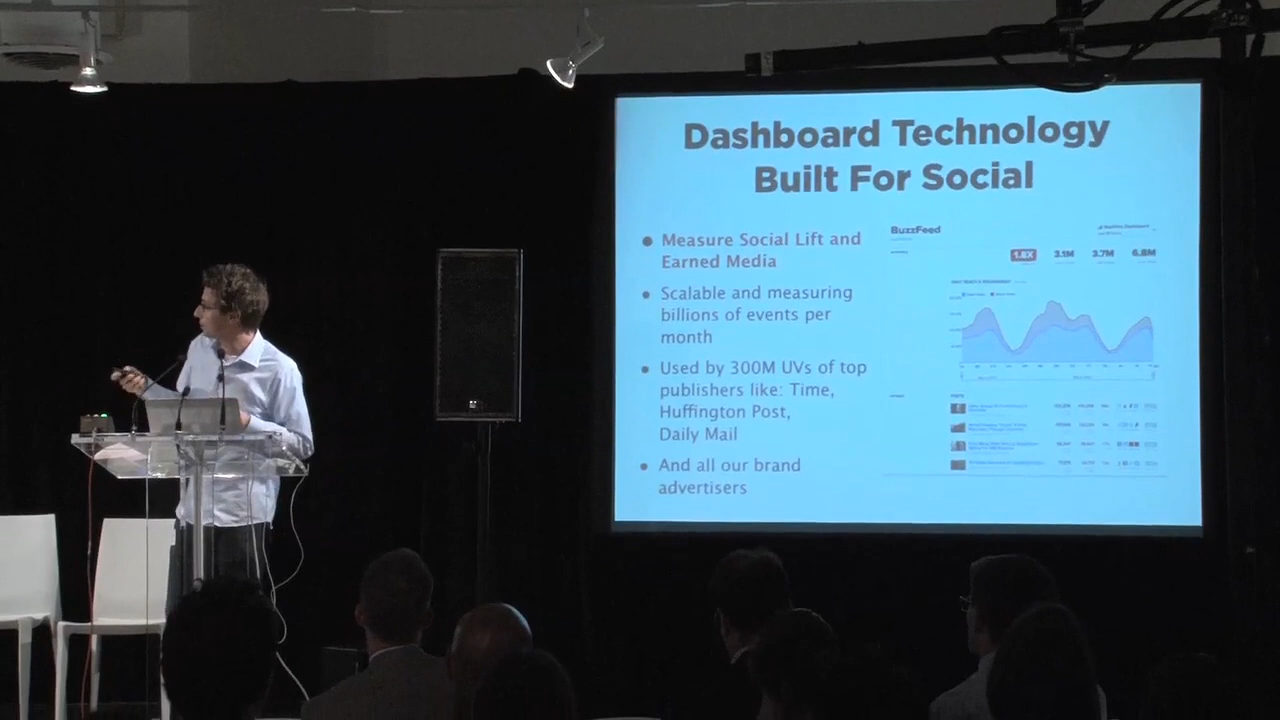 Dashboard Technology
Built For Social
Measure Social Lift and
Earned Media
Scalable and measuring
billions of events per
month
Used by 300M UVs of top
publishers like: Time,
Huffington Post,
Daily Mail
And all our brand
advertisers
BuzzFeed
1.8X 3.1M 3.7M 6.8M